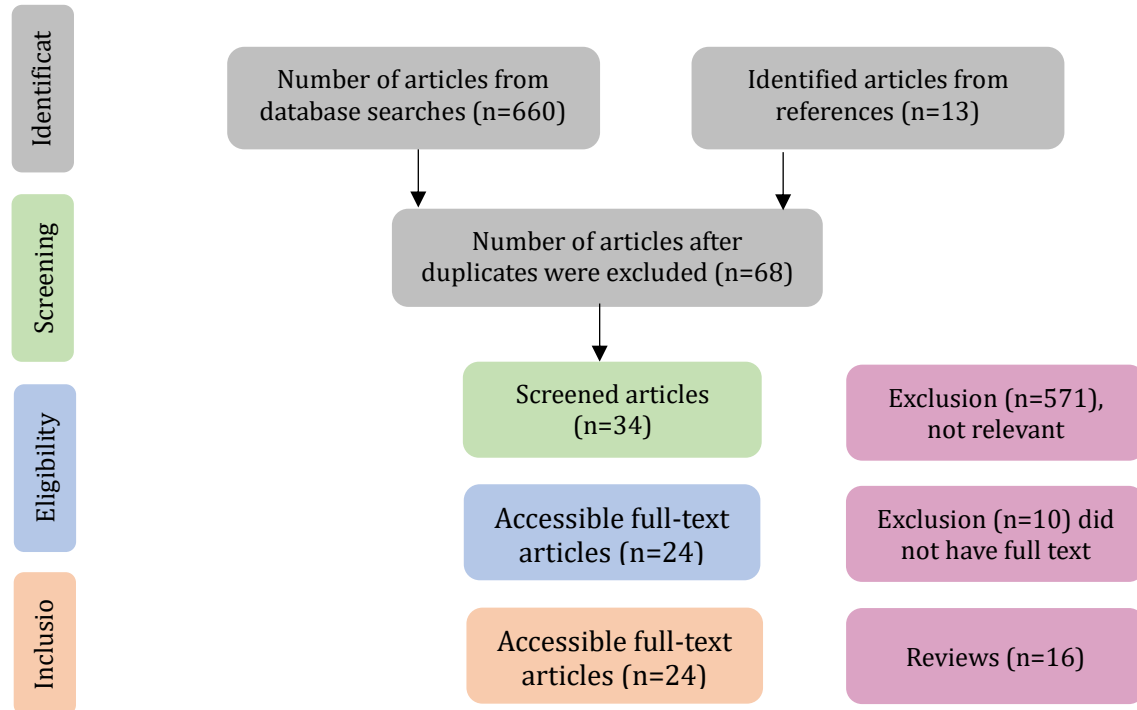 Identificat
Number of articles from
database searches (n=660)
Identified articles from
references (n=13)
Screening
Number of articles after
duplicates were excluded (n=68)
Screened articles
(n=34)
Exclusion (n=571),
not relevant
Eligibility
Accessible full-text
articles (n=24)
Exclusion (n=10) did
not have full text
Inclusio
Accessible full-text
articles (n=24)
Reviews (n=16)